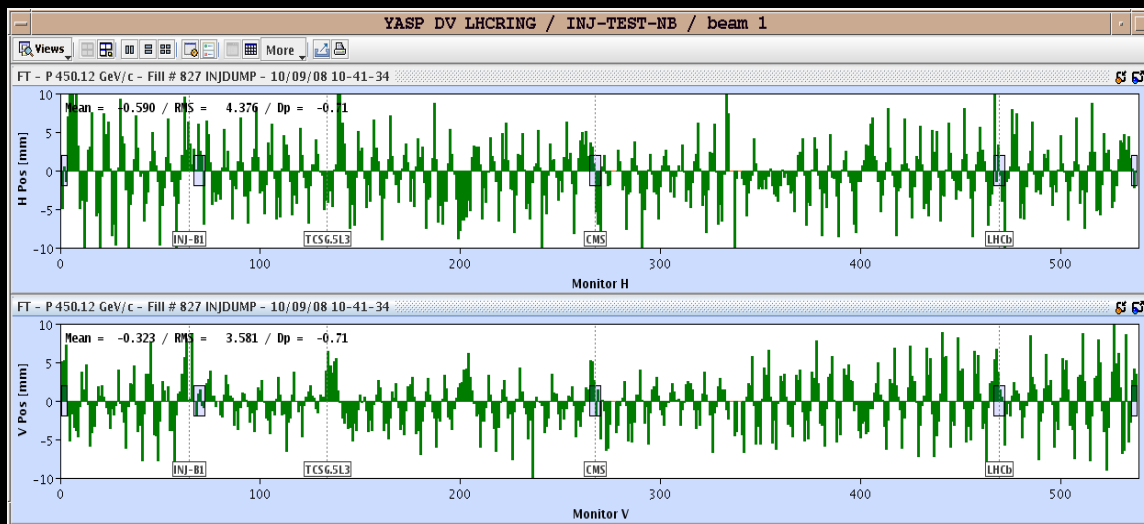 YASP DV LHCRING / INJ-TEST-NB / beam 1
Views More
FT - P 450.12 GeV/c - Fill # 827 INJDUMP - 10/09/08 10-41-34
Mean = -0.590 / RMS = 4.376 / Dp = -0.71
H Pos [mm]
10
5
0
-5
-10
INJ-B1 TCSG.5L3 CMS LHCb
0 100 200 300 400 500
Monitor H
FT - P 450.12 GeV/c - Fill # 827 INJDUMP - 10/09/08 10-41-34
Mean = -0.323 / RMS = 3.581 / Dp = -0.71
V Pos [mm]
10
5
0
-5
-10
INJ-B1 TCSG.5L3 CMS LHCb
0 100 200 300 400 500
Monitor V